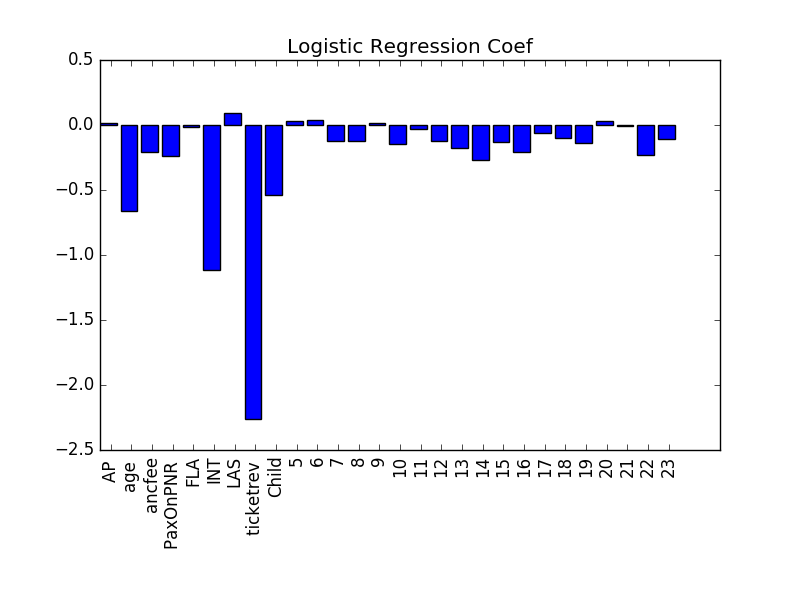 Logistic Regression Coef
0.5
0.0
−0.5
−1.0
−1.5
−2.0
−2.5
AP
age
ancfee
PaxOnPNR
FLA
INT
LAS
ticketrev
Child
5
6
7
8
9
10
11
12
13
14
15
16
17
18
19
20
21
22
23